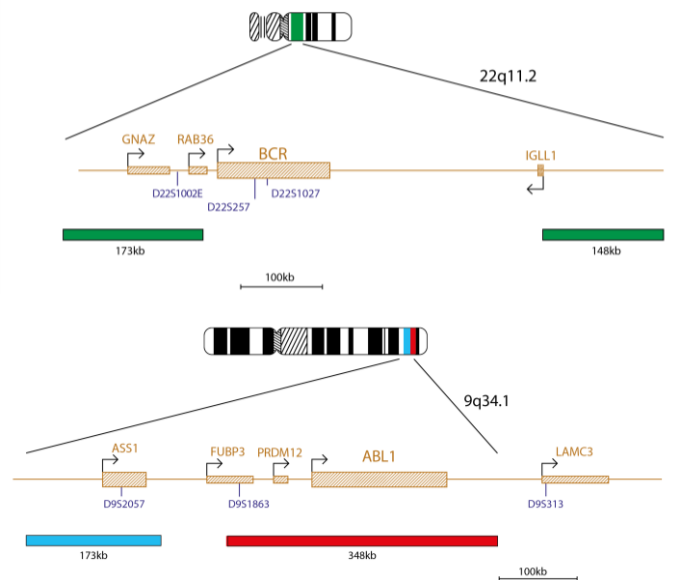 22q11.2
GNAZ RAB36 BCR IGLL1
D22S1002E D22S1027
D22S257
173kb 148kb
100kb
9q34.1
ASS1 FUBP3 PRDM12 ABL1 LAMC3
D9S2057 D9S1863 D9S313
173kb 348kb
100kb